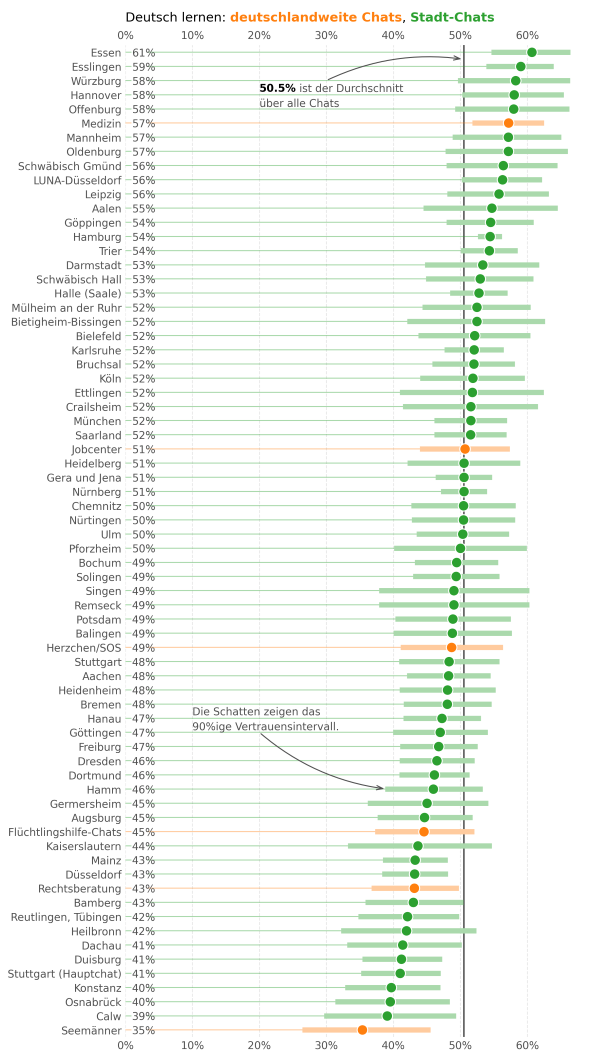 Deutsch lernen: deutschlandweite Chats, Stadt-Chats
0% 10% 20% 30% 40% 50% 60%
Essen 61%
Esslingen 59%
Würzburg 58%
50.5% ist der Durchschnitt
Hannover 58%
über alle Chats
Offenburg 58%
Medizin 57%
Mannheim 57%
Oldenburg 57%
Schwäbisch Gmünd 56%
LUNA-Düsseldorf 56%
Leipzig 56%
Aalen 55%
Göppingen 54%
Hamburg 54%
Trier 54%
Darmstadt 53%
Schwäbisch Hall 53%
Halle (Saale) 53%
Mülheim an der Ruhr 52%
Bietigheim-Bissingen 52%
Bielefeld 52%
Karlsruhe 52%
Bruchsal 52%
Köln 52%
Ettlingen 52%
Crailsheim 52%
München 52%
Saarland 52%
Jobcenter 51%
Heidelberg 51%
Gera und Jena 51%
Nürnberg 51%
Chemnitz 50%
Nürtingen 50%
Ulm 50%
Pforzheim 50%
Bochum 49%
Solingen 49%
Singen 49%
Remseck 49%
Potsdam 49%
Balingen 49%
Herzchen/SOS 49%
Stuttgart 48%
Aachen 48%
Heidenheim 48%
Bremen 48%
Die Schatten zeigen das
Hanau 47%
90%ige Vertrauensintervall.
Göttingen 47%
Freiburg 47%
Dresden 46%
Dortmund 46%
Hamm 46%
Germersheim 45%
Augsburg 45%
Flüchtlingshilfe-Chats 45%
Kaiserslautern 44%
Mainz 43%
Düsseldorf 43%
Rechtsberatung 43%
Bamberg 43%
Reutlingen, Tübingen 42%
Heilbronn 42%
Dachau 41%
Duisburg 41%
Stuttgart (Hauptchat) 41%
Konstanz 40%
Osnabrück 40%
Calw 39%
Seemänner 35%
0% 10% 20% 30% 40% 50% 60%